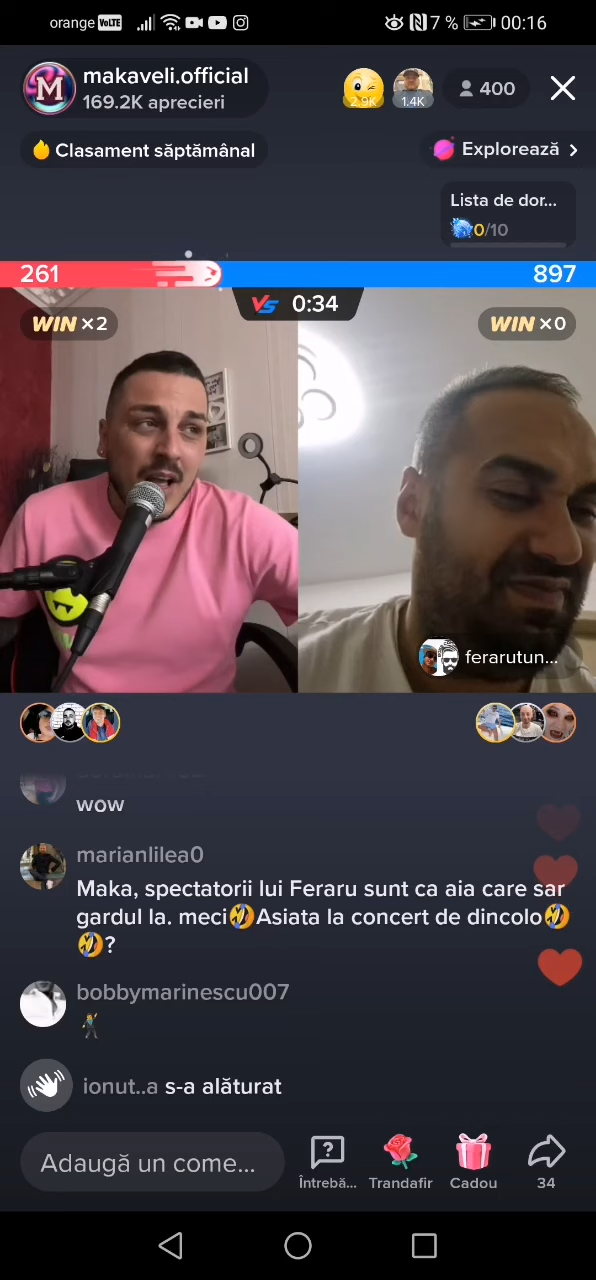 orange VoLTE 7 % 00:16
makaveli.official
169.2K aprecieri
2.9K 1.4K 400
Clasament săptămânal
Explorează
Lista de dor...
0/10
261 897
VS 0:34
WIN ×2 WIN ×0
ferarutun...
wow
marianlilea0
Maka, spectatorii lui Feraru sunt ca aia care sar
gardul la. meci🤣Asiata la concert de dincolo🤣
🤣?
bobbymarinescu007
ionut..a s-a alăturat
Adaugă un come...
Întrebă... Trandafir Cadou 34